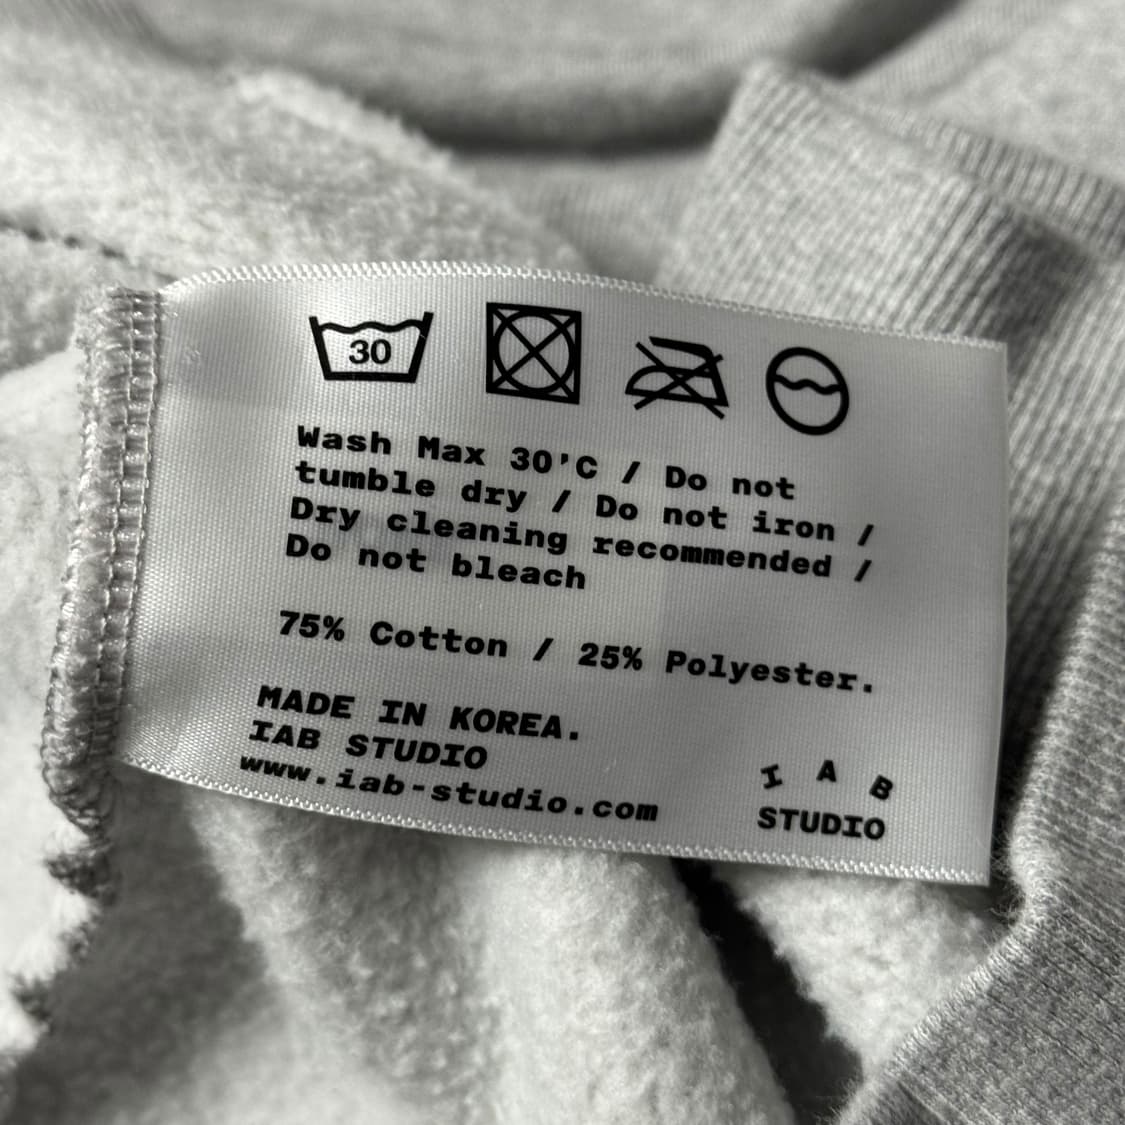 30
Wash Max 30'C / Do not
tumble dry / Do not iron /
Dry cleaning recommended /
Do not bleach
75% Cotton / 25% Polyester.
MADE IN KOREA.
IAB STUDIO
www.iab-studio.com
I A B
STUDIO